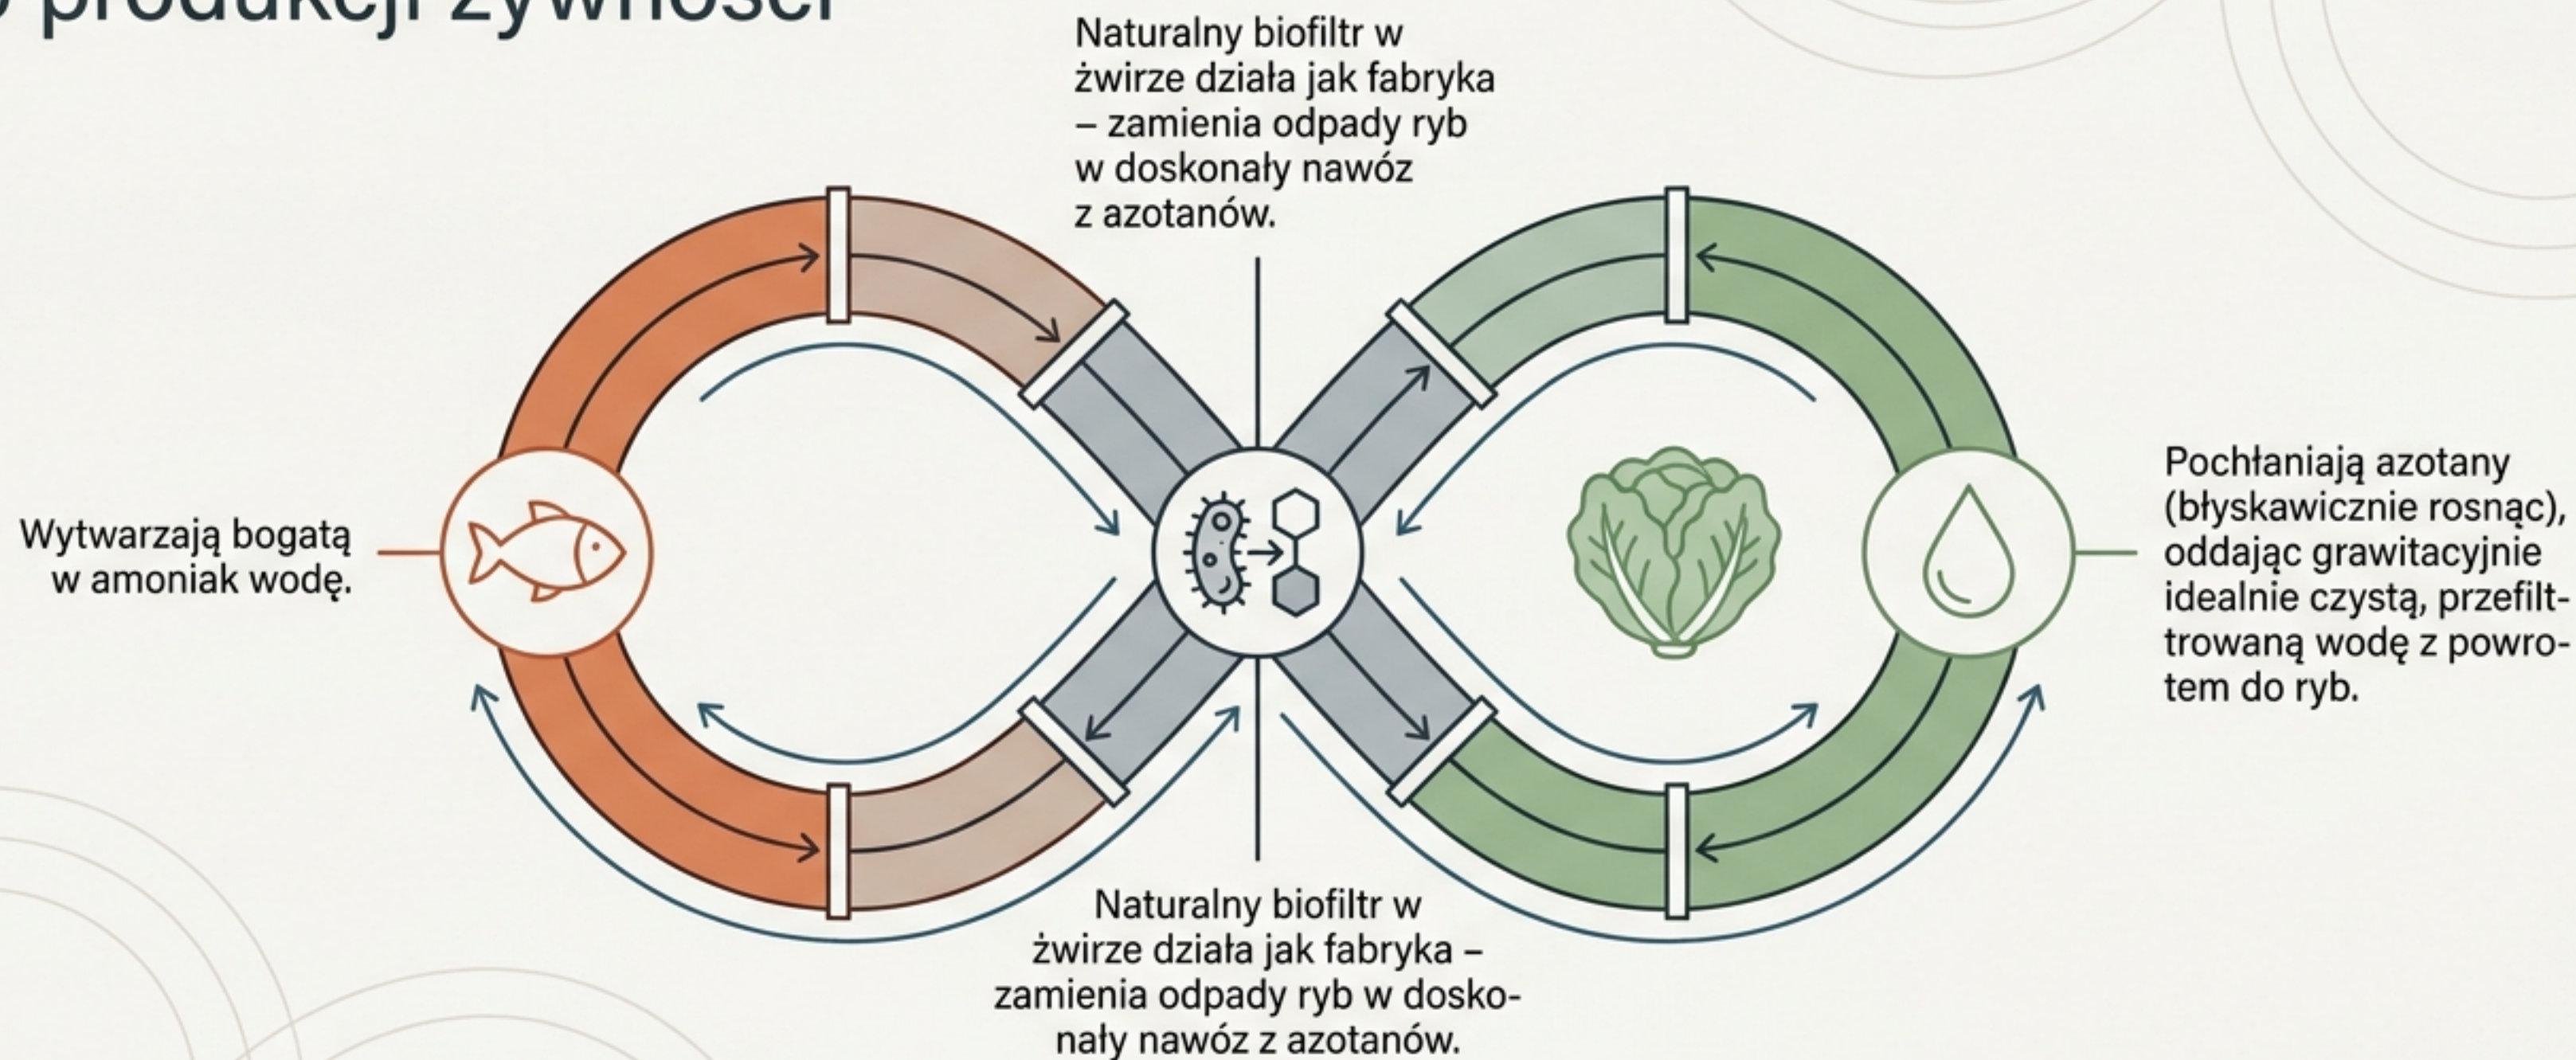 produkcji żywności
Naturalny biofiltr w
żwirze działa jak fabryka
– zamienia odpady ryb
w doskonały nawóz
z azotanów.
Wytwarzają bogatą
w amoniak wodę.
Pochłaniają azotany
(błyskawicznie rosnąc),
oddając grawitacyjnie
idealnie czystą, przefilt-
trowaną wodę z powro-
tem do ryb.
Naturalny biofiltr w
żwirze działa jak fabryka –
zamienia odpady ryb w dosko-
nały nawóz z azotanów.